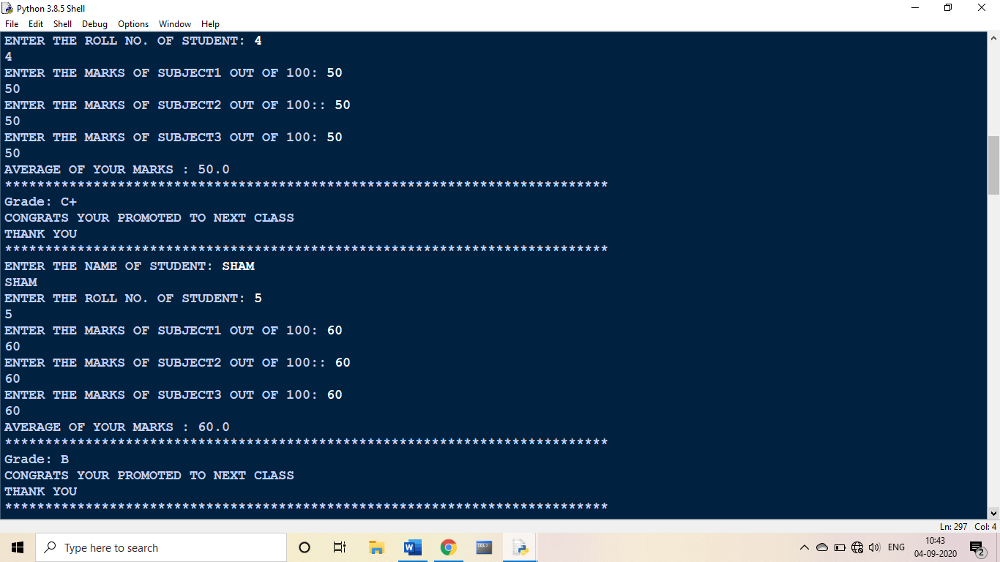 Python 3.8.5 Shell
File Edit Shell Debug Options Window Help
ENTER THE ROLL NO. OF STUDENT: 4
4
ENTER THE MARKS OF SUBJECT1 OUT OF 100: 50
50
ENTER THE MARKS OF SUBJECT2 OUT OF 100:: 50
50
ENTER THE MARKS OF SUBJECT3 OUT OF 100: 50
50
AVERAGE OF YOUR MARKS : 50.0
***************************************************************************
Grade: C+
CONGRATS YOUR PROMOTED TO NEXT CLASS
THANK YOU
***************************************************************************
ENTER THE NAME OF STUDENT: SHAM
SHAM
ENTER THE ROLL NO. OF STUDENT: 5
5
ENTER THE MARKS OF SUBJECT1 OUT OF 100: 60
60
ENTER THE MARKS OF SUBJECT2 OUT OF 100:: 60
60
ENTER THE MARKS OF SUBJECT3 OUT OF 100: 60
60
AVERAGE OF YOUR MARKS : 60.0
***************************************************************************
Grade: B
CONGRATS YOUR PROMOTED TO NEXT CLASS
THANK YOU
***************************************************************************
Ln: 297 Col: 4
Type here to search
W
SQL>
ENG
10:43
04-09-2020
2